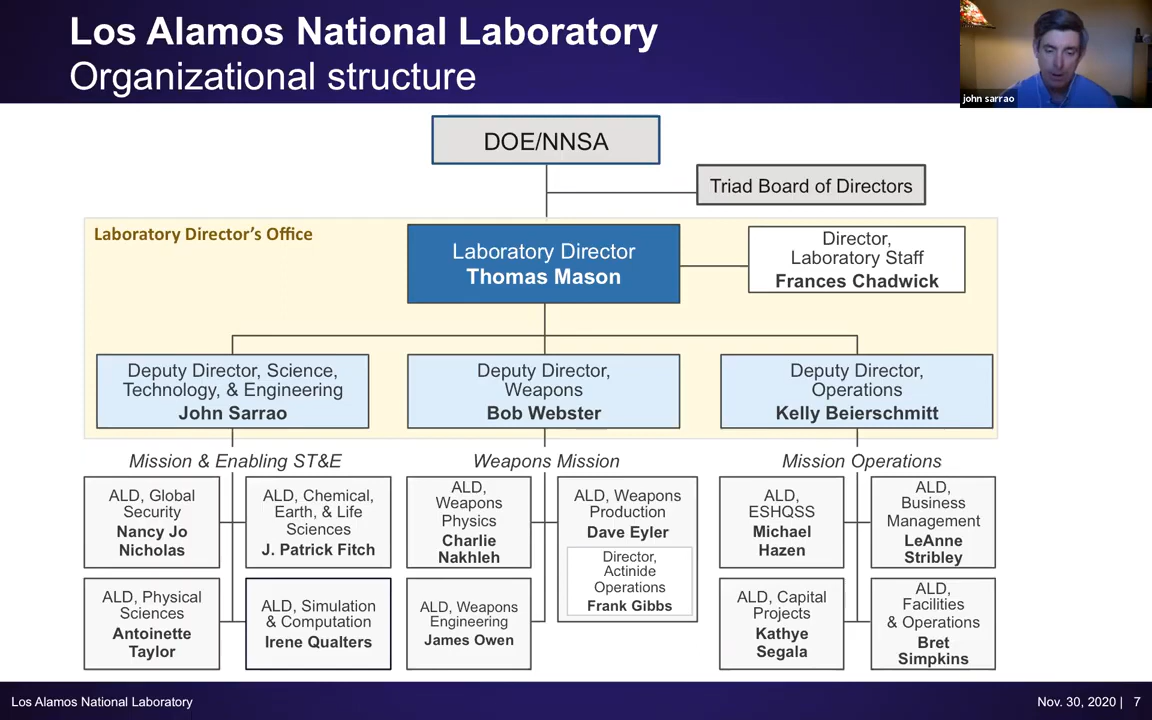 Los Alamos National Laboratory
Organizational structure
john sarrao
DOE/NNSA
Triad Board of Directors
Laboratory Director's Office
Laboratory Director
Thomas Mason
Director,
Laboratory Staff
Frances Chadwick
Deputy Director, Science,
Technology, & Engineering
John Sarrao
Deputy Director,
Weapons
Bob Webster
Deputy Director,
Operations
Kelly Beierschmitt
Mission & Enabling ST&E
Weapons Mission
Mission Operations
ALD, Global
Security
Nancy Jo
Nicholas
ALD, Chemical,
Earth, & Life
Sciences
J. Patrick Fitch
ALD,
Weapons
Physics
Charlie
Nakhleh
ALD, Weapons
Production
Dave Eyler
Director,
Actinide
Operations
Frank Gibbs
ALD,
ESHQSS
Michael
Hazen
ALD,
Business
Management
LeAnne
Stribley
ALD, Physical
Sciences
Antoinette
Taylor
ALD, Simulation
& Computation
Irene Qualters
ALD, Weapons
Engineering
James Owen
ALD, Capital
Projects
Kathye
Segala
ALD,
Facilities
& Operations
Bret
Simpkins
Los Alamos National Laboratory
Nov. 30, 2020 | 7